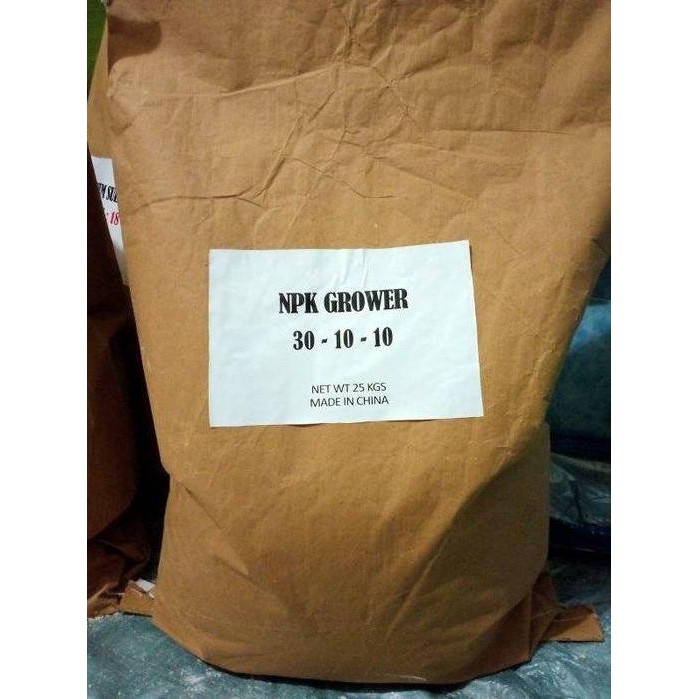 NPK GROWER
30 - 10 - 10
NET WT 25 KGS
MADE IN CHINA